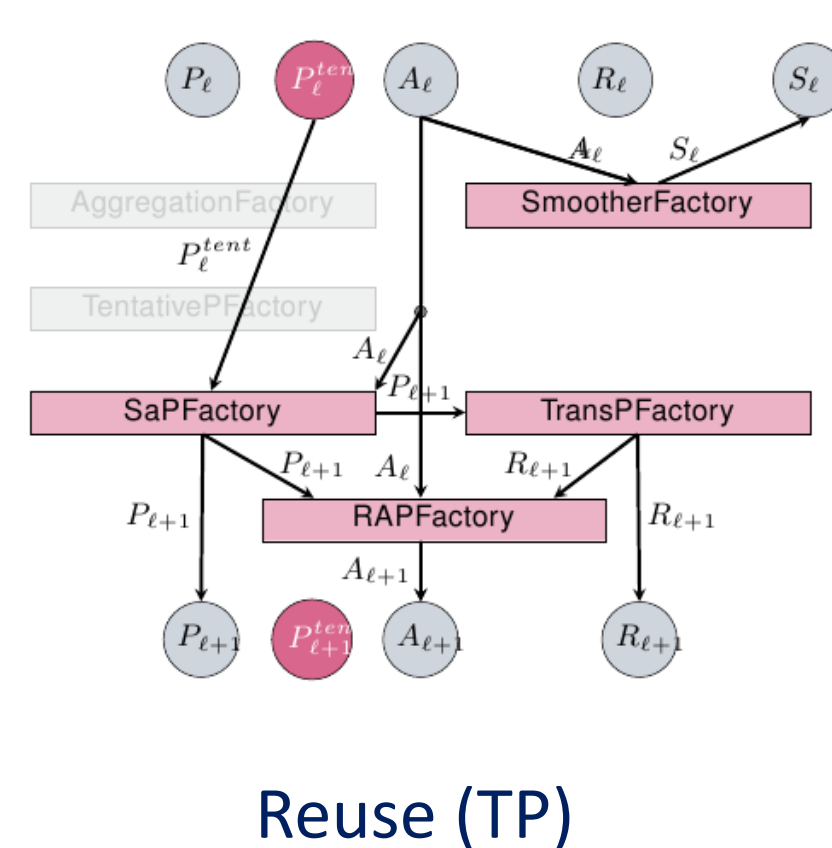 Pℓ Pℓ^ten Aℓ Rℓ Sℓ
Aℓ Sℓ
AggregationFactory SmootherFactory
Pℓ^tent
TentativePFactory
Aℓ
Pℓ+1
SaPFactory TransPFactory
Pℓ+1 Aℓ Rℓ+1
Pℓ+1 RAPFactory Rℓ+1
Aℓ+1
Pℓ+1 Pℓ+1^ten Aℓ+1 Rℓ+1
Reuse (TP)